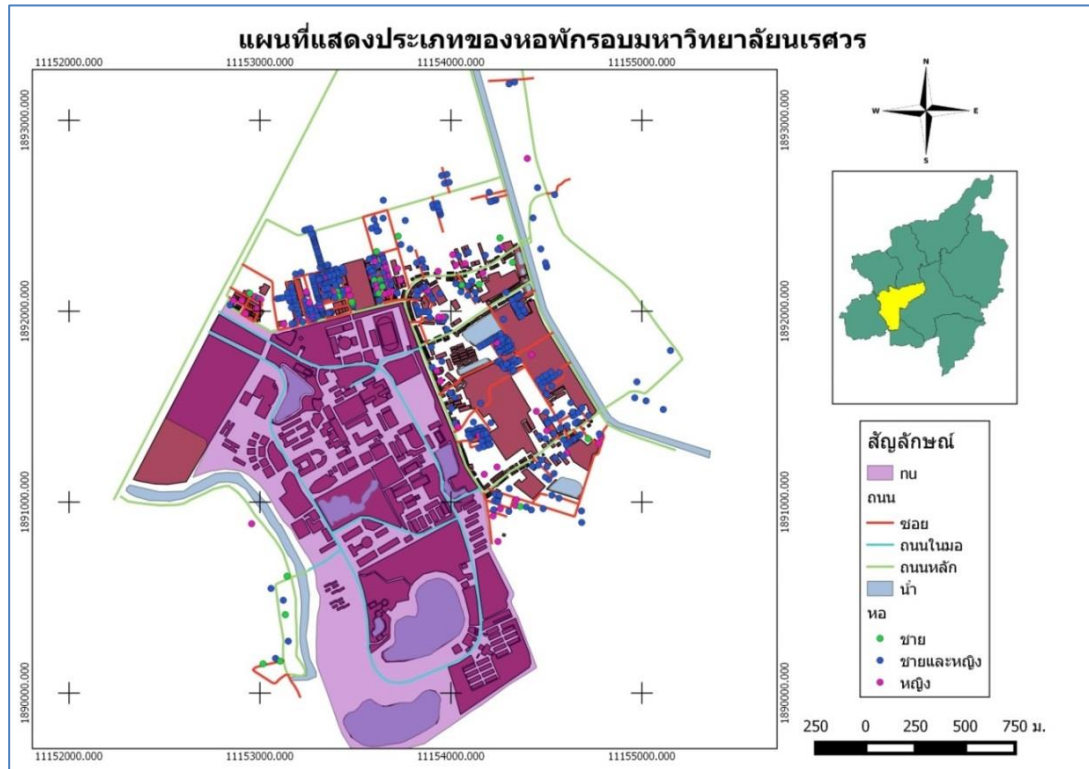 แผนที่แสดงประเภทของหอพักรอบมหาวิทยาลัยนเรศวร
11152000.000 11153000.000 11154000.000 11155000.000
1893000.000 1893000.000
1892000.000 1892000.000
1891000.000 1891000.000
1890000.000 1890000.000
11152000.000 11153000.000 11154000.000 11155000.000
N
W E
S
สัญลักษณ์
ถนน
ซอย
ถนนในมอ
ถนนหลัก
น้ำ
หอ
ชาย
ชายและหญิง
หญิง
250 0 250 500 750 ม.